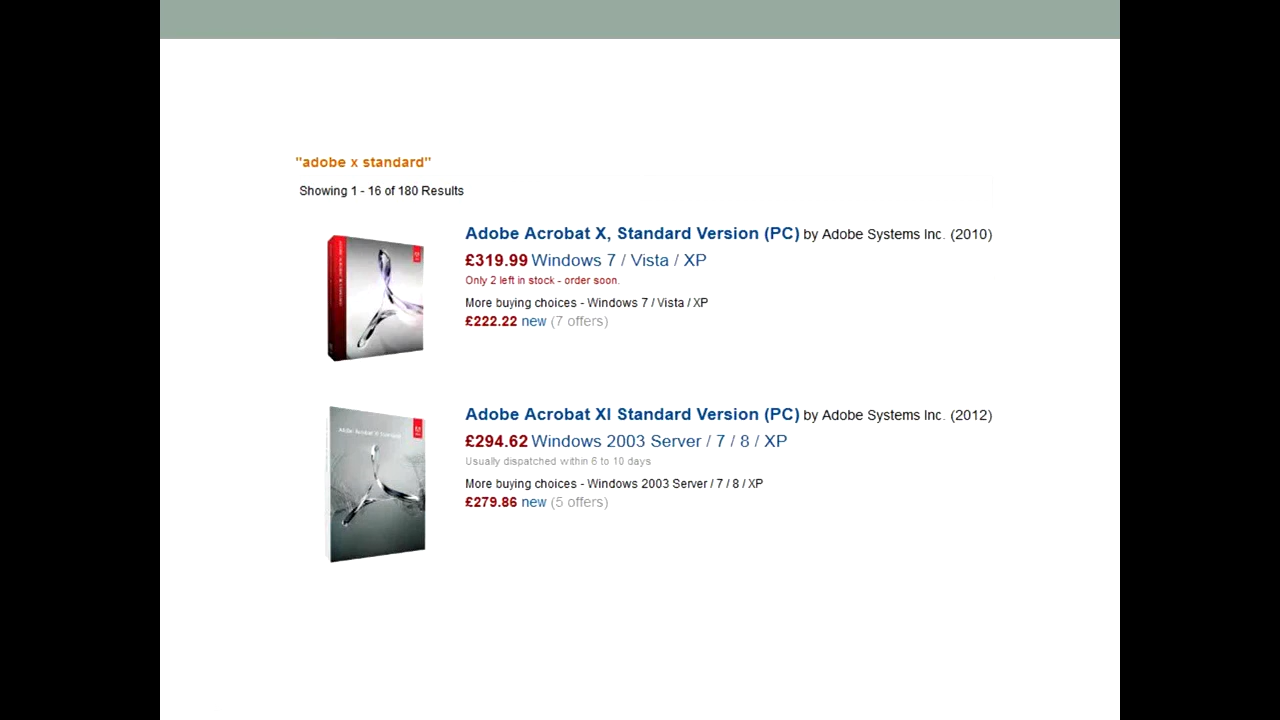 "adobe x standard"
Showing 1 - 16 of 180 Results
Adobe Acrobat X, Standard Version (PC) by Adobe Systems Inc. (2010)
£319.99 Windows 7 / Vista / XP
Only 2 left in stock - order soon.
More buying choices - Windows 7 / Vista / XP
£222.22 new (7 offers)
Adobe Acrobat XI Standard Version (PC) by Adobe Systems Inc. (2012)
£294.62 Windows 2003 Server / 7 / 8 / XP
Usually dispatched within 6 to 10 days
More buying choices - Windows 2003 Server / 7 / 8 / XP
£279.86 new (5 offers)